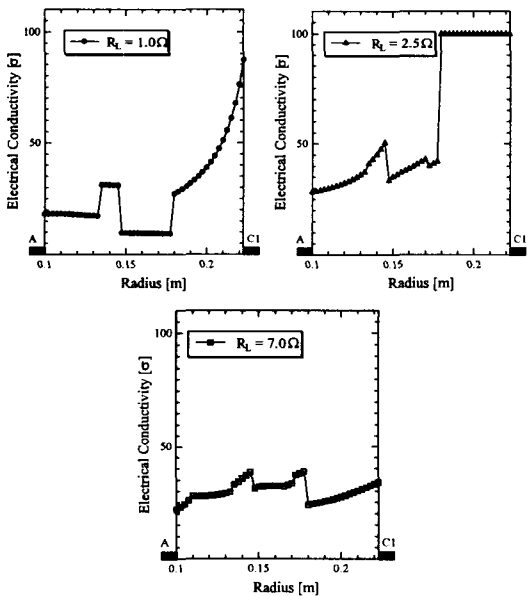 100
50
Electrical Conductivity [σ]
R_L = 1.0Ω
A
C1
0.1
0.15
0.2
Radius [m]
100
50
Electrical Conductivity [σ]
R_L = 2.5Ω
A
C1
0.1
0.15
0.2
Radius [m]
100
50
Electrical Conductivity [σ]
R_L = 7.0Ω
A
C1
0.1
0.15
0.2
Radius [m]